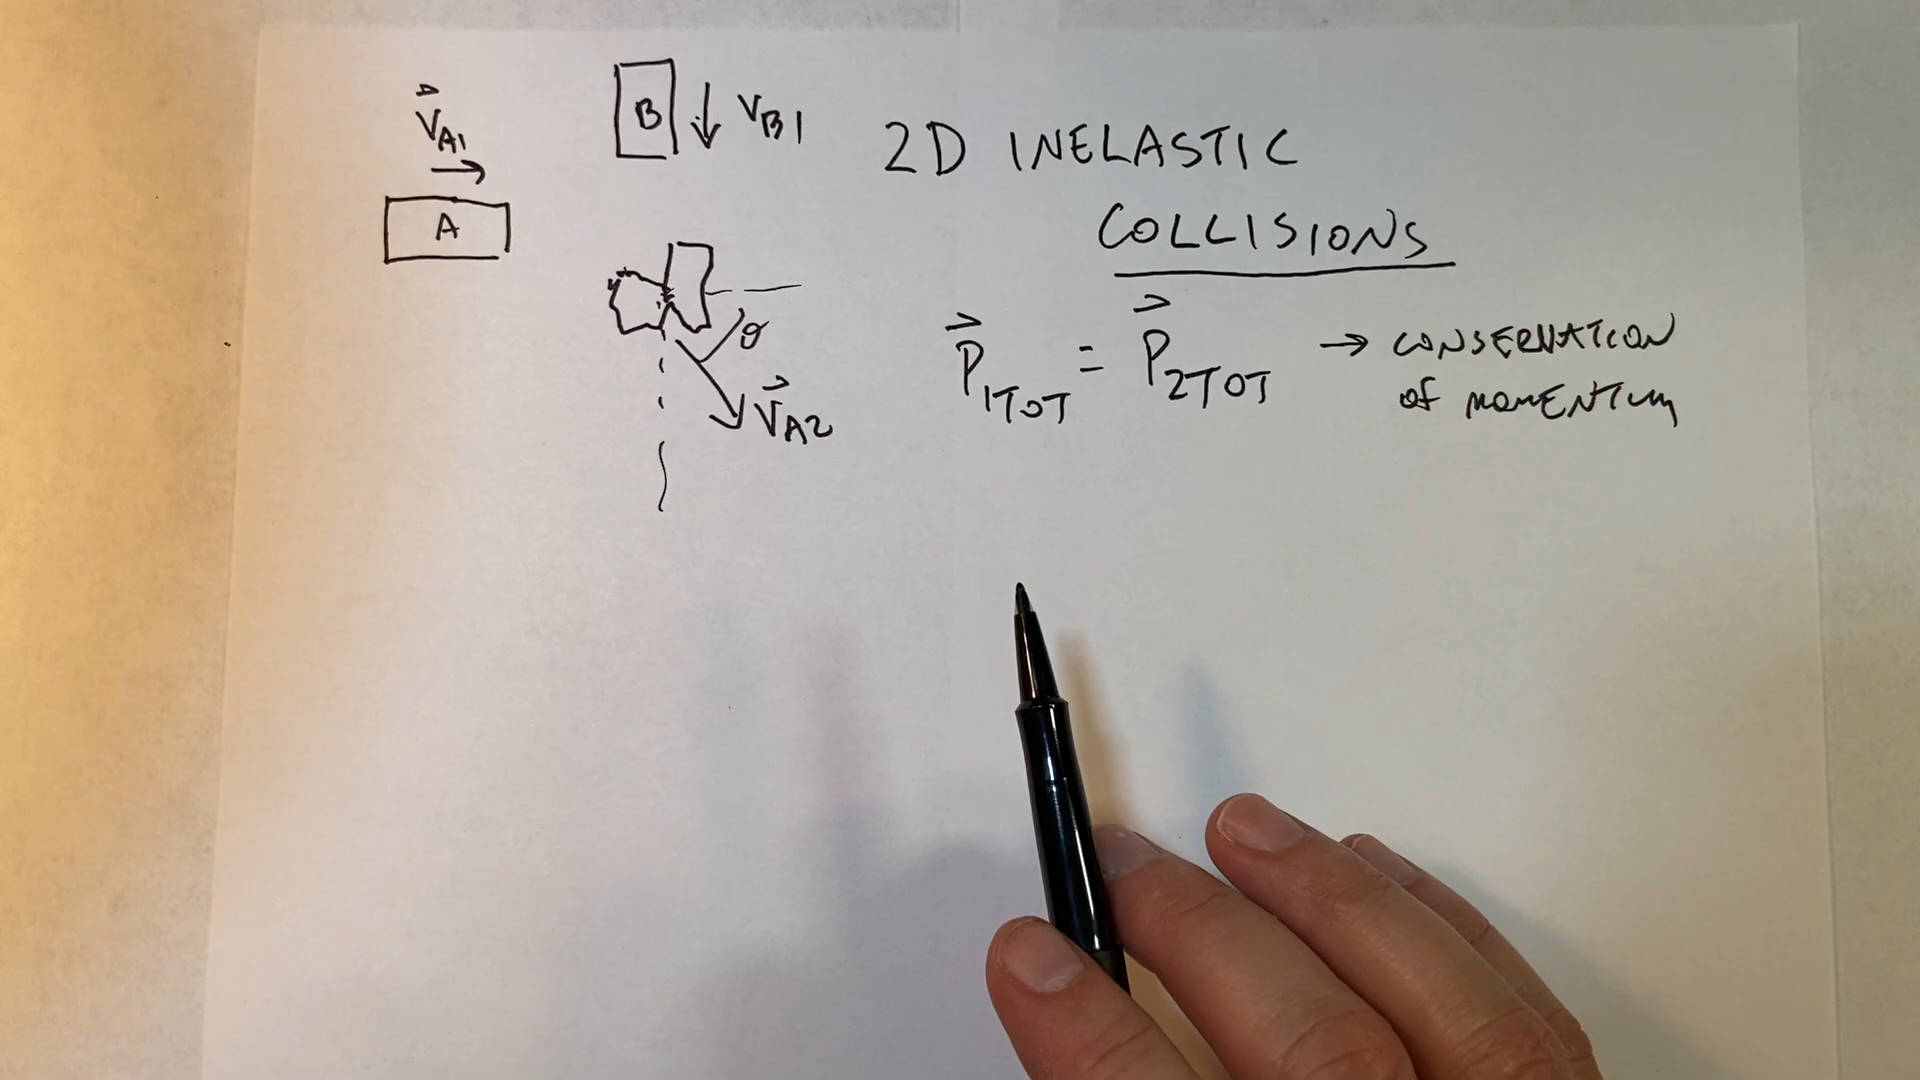 V⃗A1
B
VB1
A
2D INELASTIC
COLLISIONS
θ
V⃗A2
P⃗1TOT = P⃗2TOT → CONSERVATION
of MOMENTUM